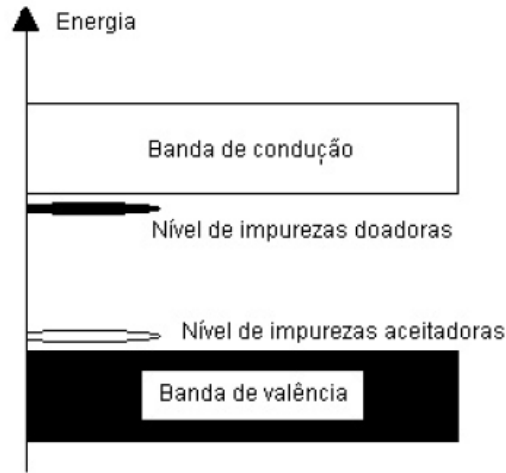 Energia
Banda de condução
Nível de impurezas doadoras
Nível de impurezas aceitadoras
Banda de valência